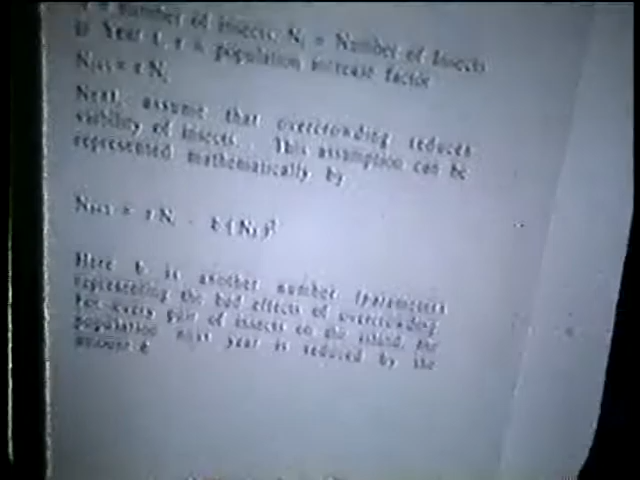 = Number of insects, Nₜ = Number of Insects
in Year t, r = population increase factor
Nₜ₊₁ = rNₜ
Next, assume that overcrowding reduces
viability of insects. This assumption can be
represented mathematically by
Nₜ₊₁ = rNₜ - b(Nₜ)²
Here b is another number (parameter)
representing the bad effects of overcrowding
For every pair of insects on the island, the
population next year is reduced by the
amount b